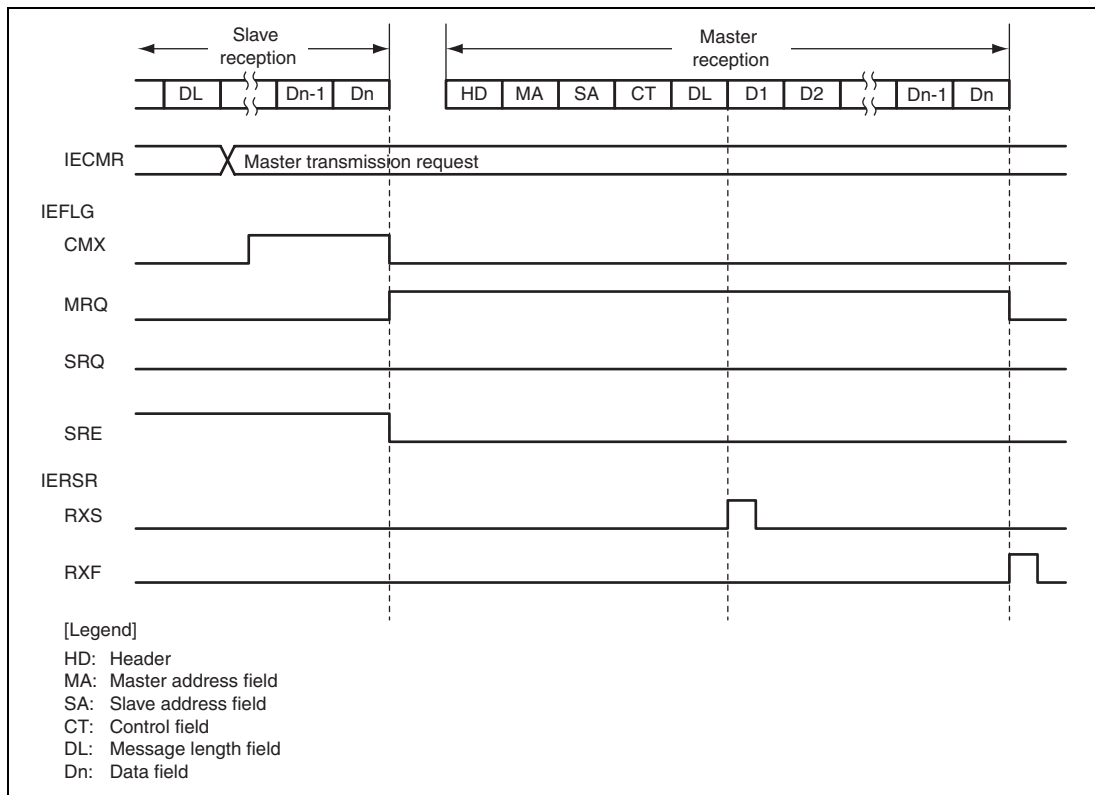 Slave
reception
Master
reception
DL Dn-1 Dn HD MA SA CT DL D1 D2 Dn-1 Dn
IECMR Master transmission request
IEFLG
CMX
MRQ
SRQ
SRE
IERSR
RXS
RXF
[Legend]
HD: Header
MA: Master address field
SA: Slave address field
CT: Control field
DL: Message length field
Dn: Data field